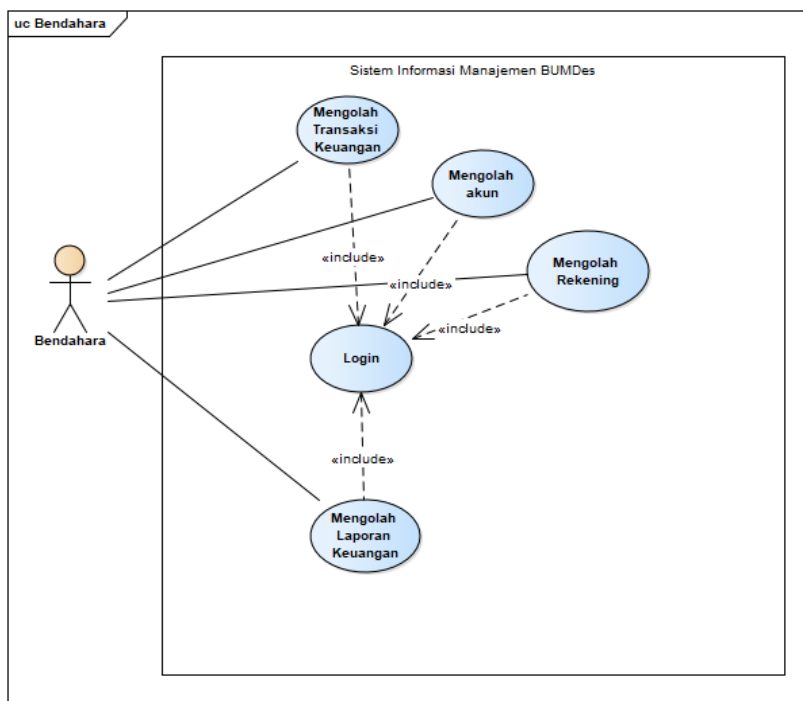 uc Bendahara
Sistem Informasi Manajemen BUMDes
Mengolah
Transaksi
Keuangan
Mengolah
akun
Mengolah
Rekening
«include»
«include»
«include»
Bendahara
Login
«include»
Mengolah
Laporan
Keuangan